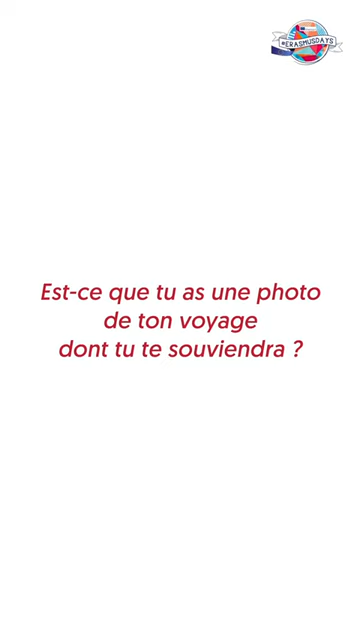 #ERASMUSDAYS
Est-ce que tu as une photo
de ton voyage
dont tu te souviendra ?